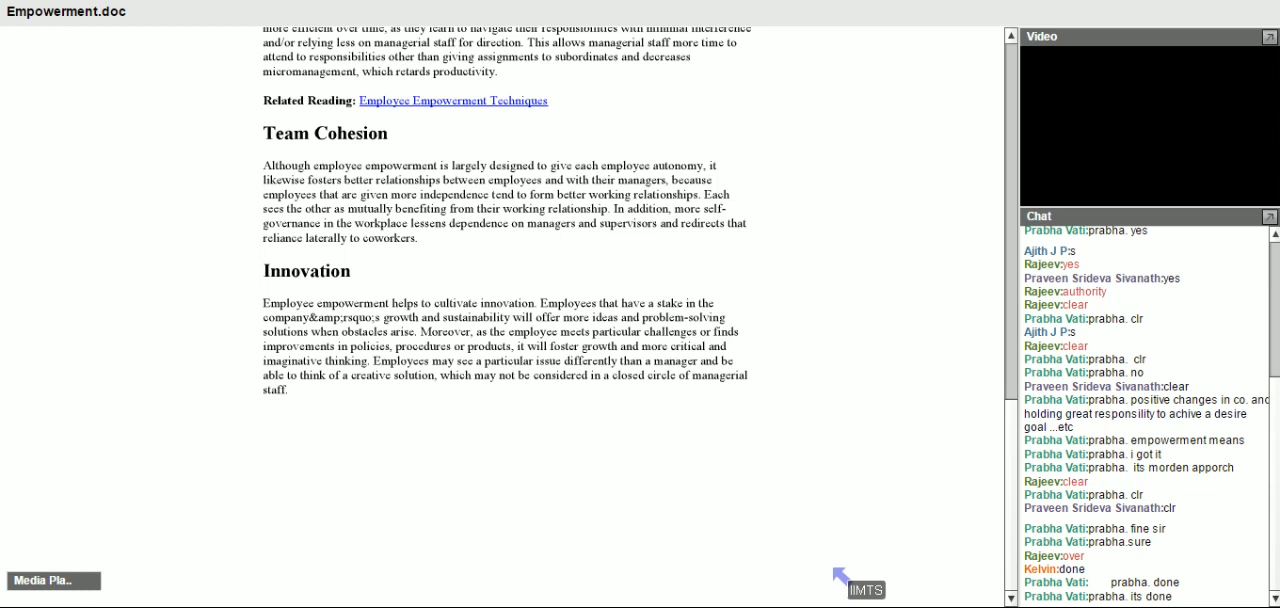 Empowerment.doc
more efficient over time, as they learn to navigate their responsibilities with minimal interference
and/or relying less on managerial staff for direction. This allows managerial staff more time to
attend to responsibilities other than giving assignments to subordinates and decreases
micromanagement, which retards productivity.
Related Reading: Employee Empowerment Techniques
Team Cohesion
Although employee empowerment is largely designed to give each employee autonomy, it
likewise fosters better relationships between employees and with their managers, because
employees that are given more independence tend to form better working relationships. Each
sees the other as mutually benefiting from their working relationship. In addition, more self-
governance in the workplace lessens dependence on managers and supervisors and redirects that
reliance laterally to coworkers.
Innovation
Employee empowerment helps to cultivate innovation. Employees that have a stake in the
company&amp;rsquo;s growth and sustainability will offer more ideas and problem-solving
solutions when obstacles arise. Moreover, as the employee meets particular challenges or finds
improvements in policies, procedures or products, it will foster growth and more critical and
imaginative thinking. Employees may see a particular issue differently than a manager and be
able to think of a creative solution, which may not be considered in a closed circle of managerial
staff.
Media Pla..
IIMTS
Video
Chat
Prabha Vati:prabha. yes
Ajith J P:s
Rajeev:yes
Praveen Srideva Sivanath:yes
Rajeev:authority
Rajeev:clear
Prabha Vati:prabha. clr
Ajith J P:s
Rajeev:clear
Prabha Vati:prabha.  clr
Prabha Vati:prabha. no
Praveen Srideva Sivanath:clear
Prabha Vati:prabha. positive changes in co. and
holding great responsility to achive a desire
goal ...etc
Prabha Vati:prabha. empowerment means
Prabha Vati:prabha. i got it
Prabha Vati:prabha.  its morden apporch
Rajeev:clear
Prabha Vati:prabha. clr
Praveen Srideva Sivanath:clr
Prabha Vati:prabha. fine sir
Prabha Vati:prabha.sure
Rajeev:over
Kelvin:done
Prabha Vati: prabha. done
Prabha Vati:prabha. its done